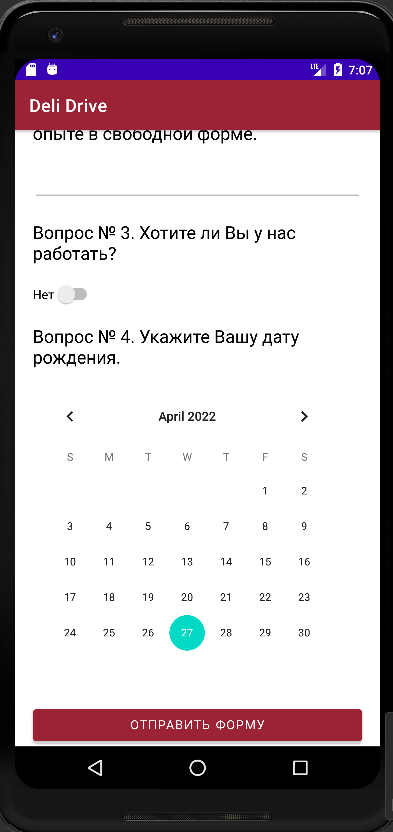 LTE 7:07
Deli Drive
опыте в свободной форме.
Вопрос № 3. Хотите ли Вы у нас
работать?
Нет
Вопрос № 4. Укажите Вашу дату
рождения.
April 2022
S M T W T F S
1 2
3 4 5 6 7 8 9
10 11 12 13 14 15 16
17 18 19 20 21 22 23
24 25 26 27 28 29 30
ОТПРАВИТЬ ФОРМУ